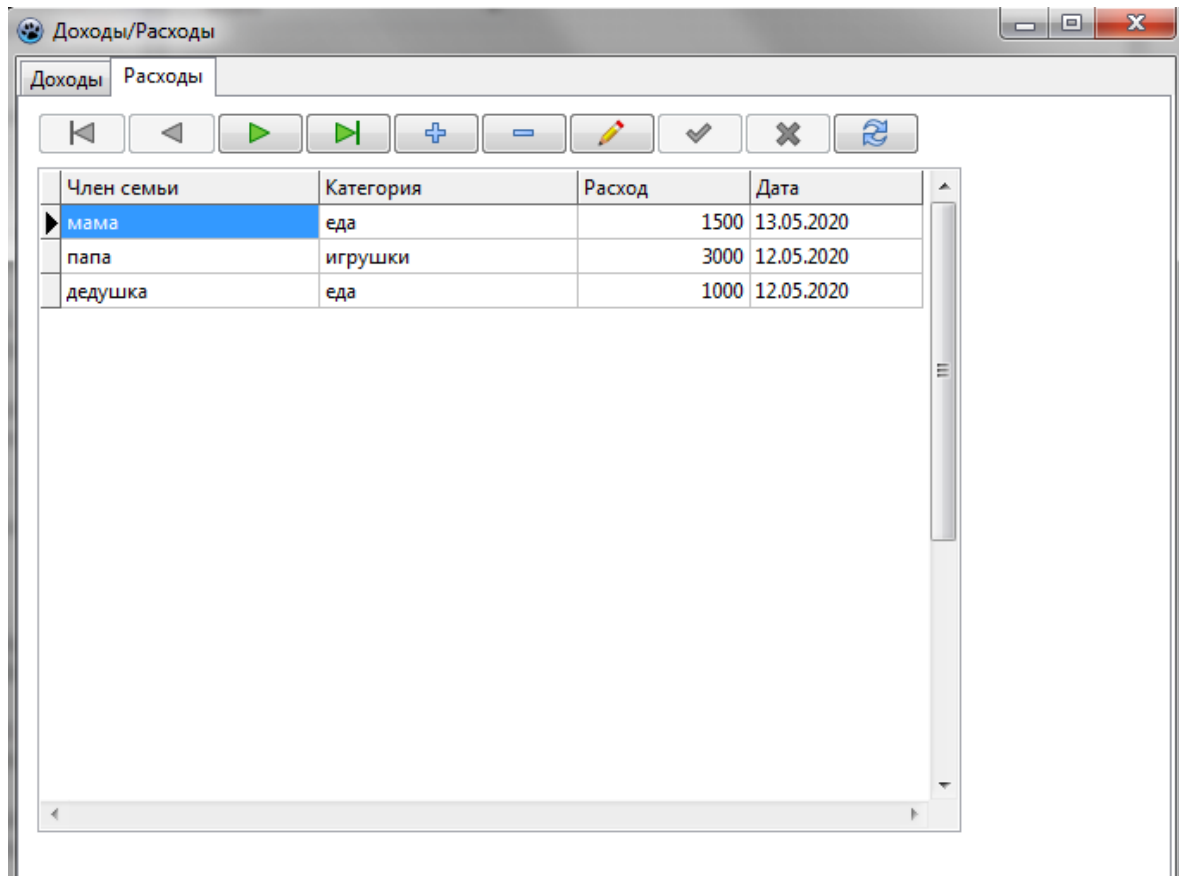 Доходы/Расходы
Доходы Расходы
Член семьи Категория Расход Дата
мама еда 1500 13.05.2020
папа игрушки 3000 12.05.2020
дедушка еда 1000 12.05.2020